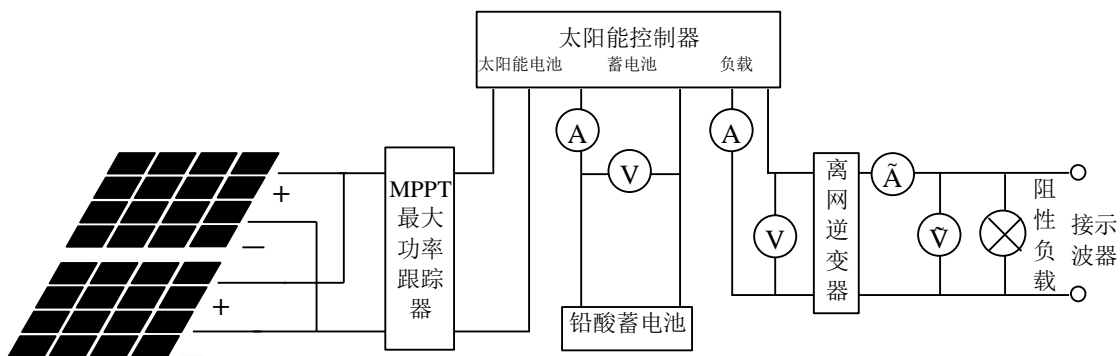 太阳能控制器
太阳能电池 蓄电池 负载
A
A
V
MPPT
最大
功率
跟踪
器
+
−
+
−
V
离网逆变器
Ã
Ṽ
阻性负载
接示
波器
铅酸蓄电池